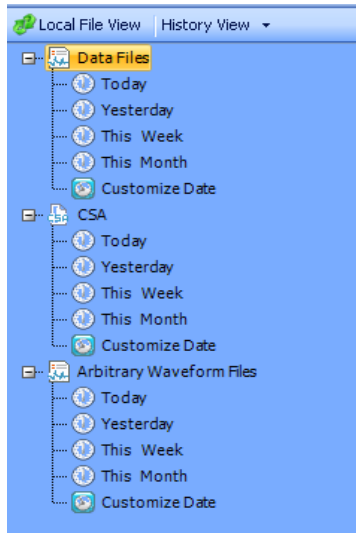 Local File View History View
Data Files
Today
Yesterday
This Week
This Month
Customize Date
CSA
Today
Yesterday
This Week
This Month
Customize Date
Arbitrary Waveform Files
Today
Yesterday
This Week
This Month
Customize Date